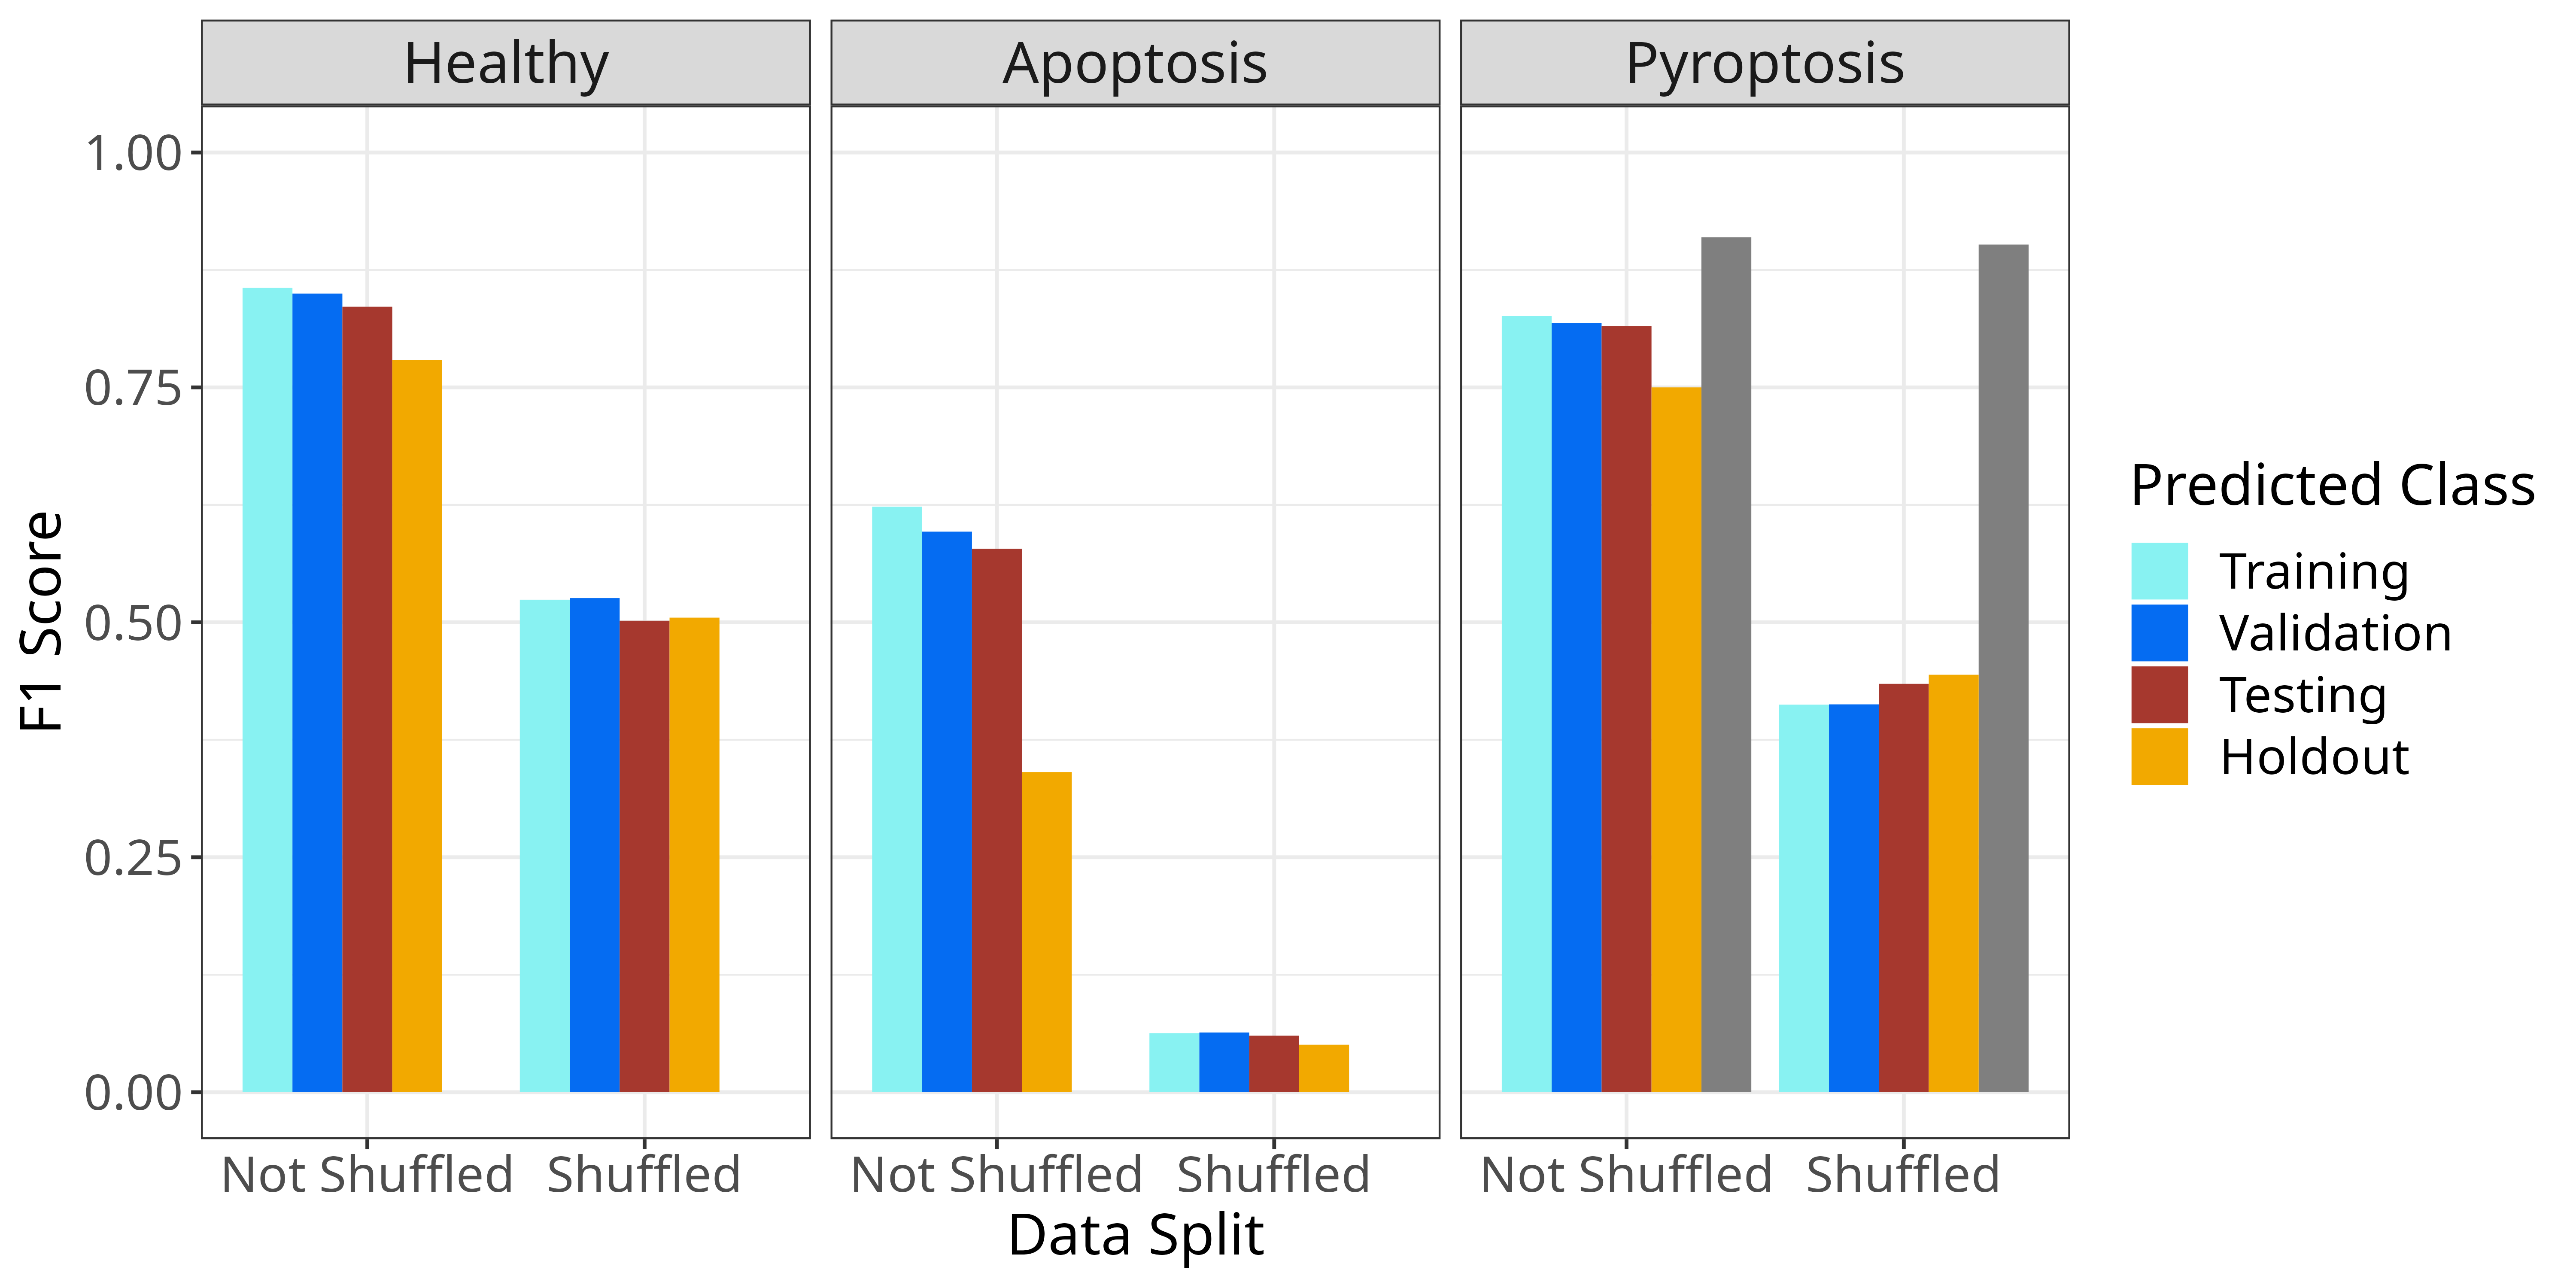 Healthy
Apoptosis
Pyroptosis
1.00
0.75
0.50
0.25
0.00
F1 Score
Not Shuffled
Shuffled
Not Shuffled
Shuffled
Not Shuffled
Shuffled
Data Split
Predicted Class
Training
Validation
Testing
Holdout